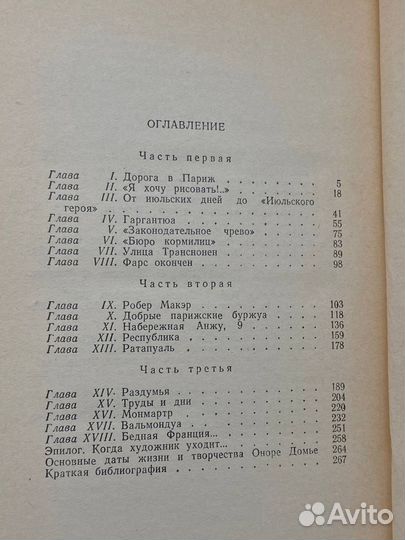 ОГЛАВЛЕНИЕ
Часть первая
Глава I. Дорога в Париж . . . . . . . . 5
Глава II. «Я хочу рисовать!..» . . . . . . 18
Глава III. От июльских дней до «Июльского
героя» . . . . . . . . . . . . 41
Глава IV. Гаргантюа . . . . . . . . . 55
Глава V. «Законодательное чрево» . . . . 75
Глава VI. «Бюро кормилиц» . . . . . . 83
Глава VII. Улица Транснонен . . . . . . 89
Глава VIII. Фарс окончен . . . . . . . . 98
Часть вторая
Глава IX. Робер Макэр . . . . . . . . 103
Глава X. Добрые парижские буржуа . . . . 118
Глава XI. Набережная Анжу, 9 . . . . . . 136
Глава XII. Республика . . . . . . . . . 159
Глава XIII. Ратапуаль . . . . . . . . . 178
Часть третья
Глава XIV. Раздумья . . . . . . . . . 189
Глава XV. Труды и дни . . . . . . . . 204
Глава XVI. Монмартр . . . . . . . . . 220
Глава XVII. Вальмондуа . . . . . . . . 232
Глава XVIII. Бедная Франция... . . . . . . 251
Эпилог. Когда художник уходит... . . . . . 258
Основные даты жизни и творчества Оноре Домье 264
Краткая библиография . . . . . . . . . 267
Avito